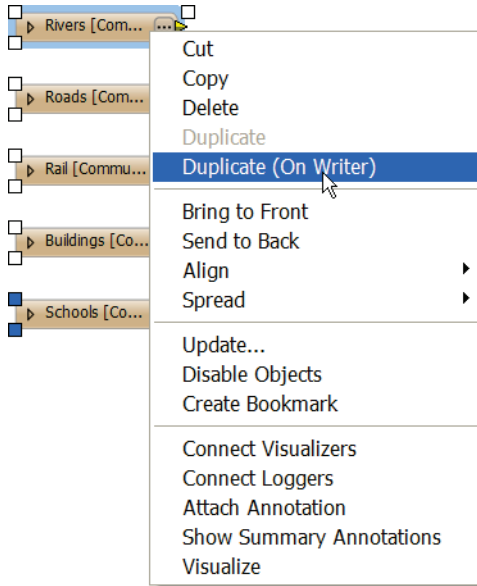 Rivers [Com... ...
Roads [Com...
Rail [Commu...
Buildings [Co...
Schools [Co...
Cut
Copy
Delete
Duplicate
Duplicate (On Writer)
Bring to Front
Send to Back
Align
Spread
Update...
Disable Objects
Create Bookmark
Connect Visualizers
Connect Loggers
Attach Annotation
Show Summary Annotations
Visualize